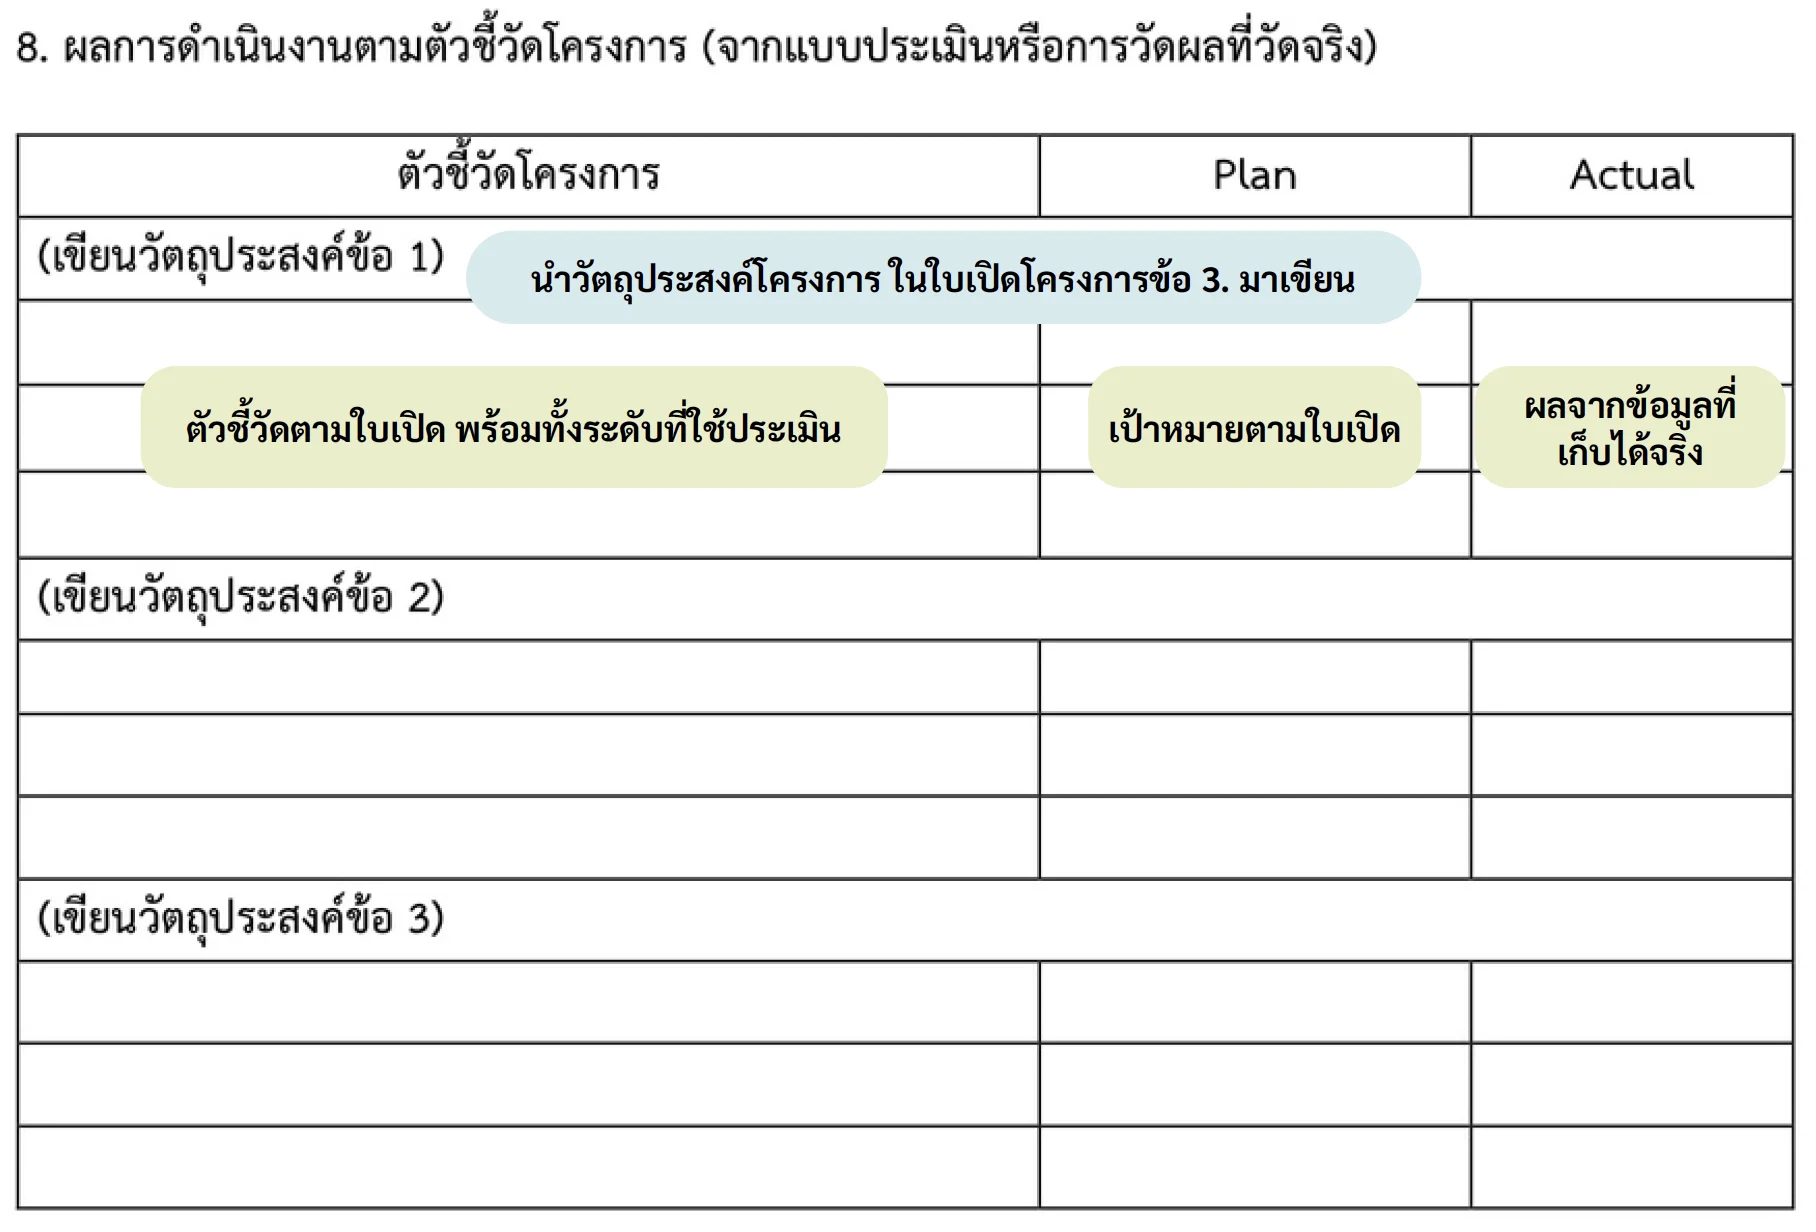 8. ผลการดำเนินงานตามตัวชี้วัดโครงการ (จากแบบประเมินหรือการวัดผลที่วัดจริง)
ตัวชี้วัดโครงการ Plan Actual
(เขียนวัตถุประสงค์ข้อ 1)
นำวัตถุประสงค์โครงการ ในใบเปิดโครงการข้อ 3. มาเขียน
ตัวชี้วัดตามใบเปิด พร้อมทั้งระดับที่ใช้ประเมิน
เป้าหมายตามใบเปิด
ผลจากข้อมูลที่
เก็บได้จริง
(เขียนวัตถุประสงค์ข้อ 2)
(เขียนวัตถุประสงค์ข้อ 3)